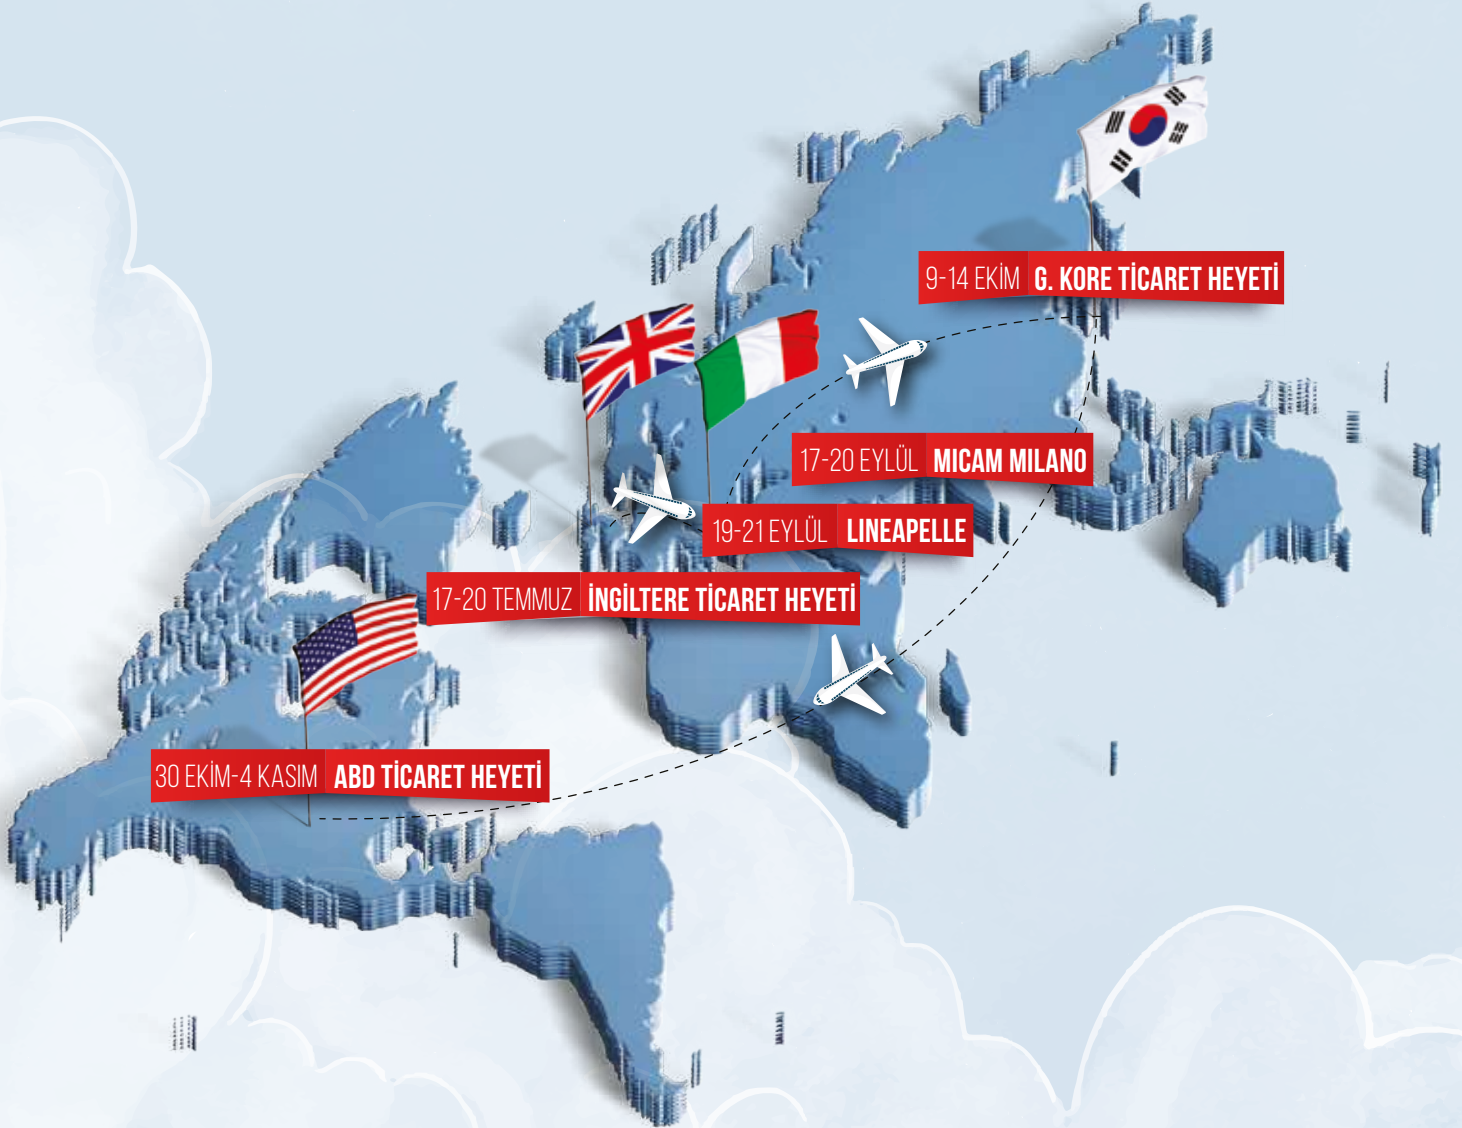 9-14 EKİM G. KORE TİCARET HEYETİ
17-20 EYLÜL MICAM MILANO
19-21 EYLÜL LINEAPELLE
17-20 TEMMUZ İNGİLTERE TİCARET HEYETİ
30 EKİM-4 KASIM ABD TİCARET HEYETİ